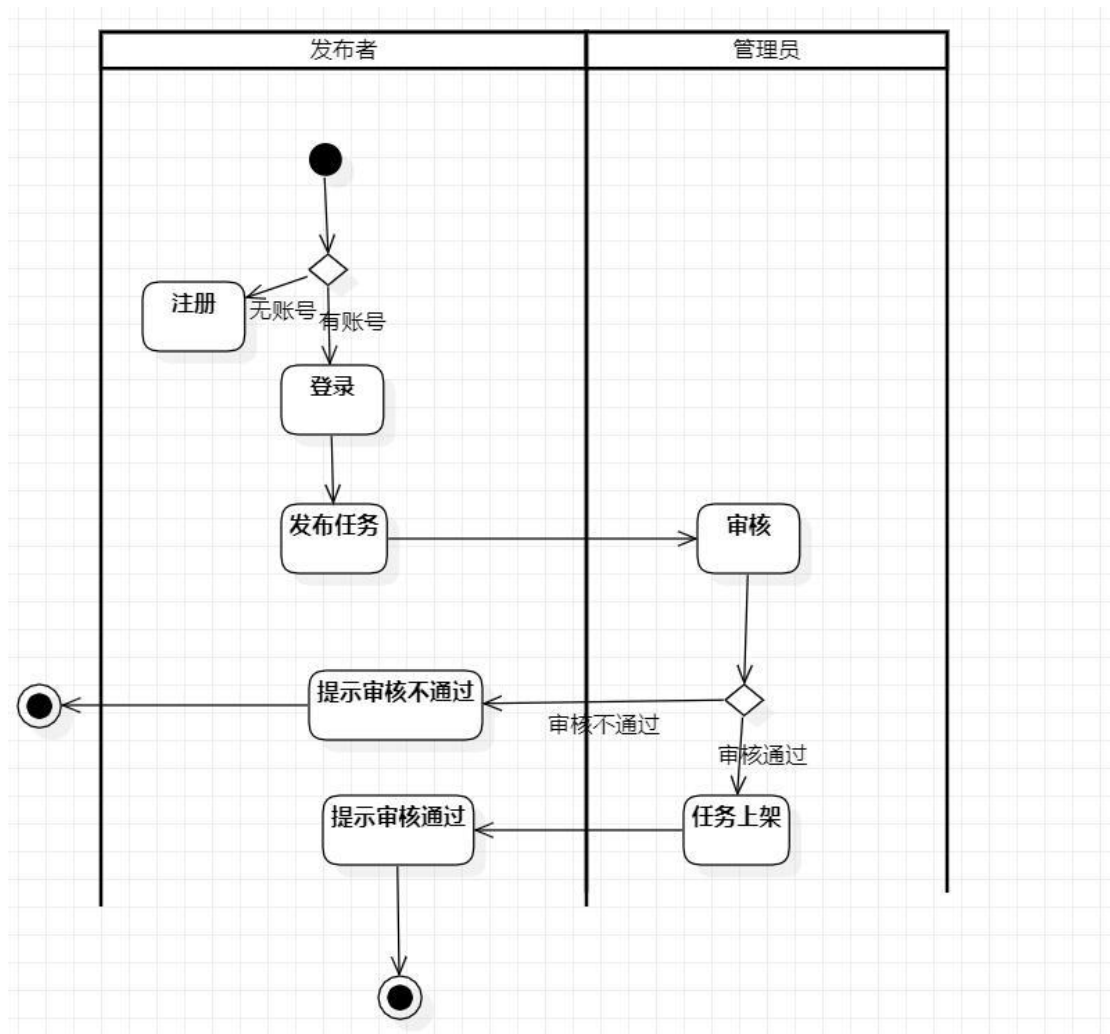 发布者
管理员
注册
无账号
有账号
登录
发布任务
审核
提示审核不通过
审核不通过
审核通过
提示审核通过
任务上架